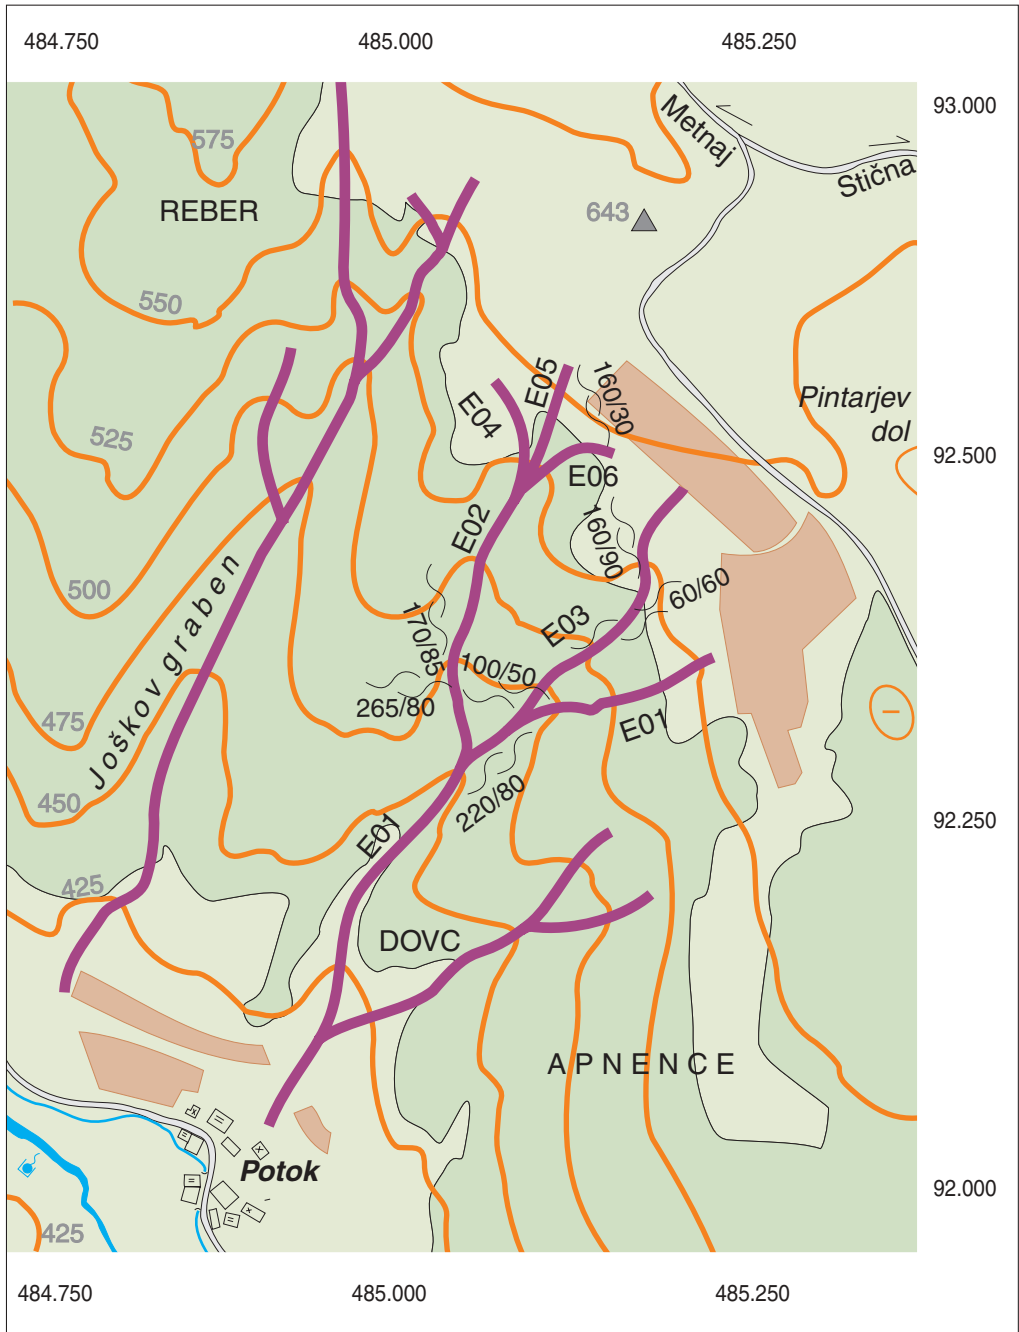 484.750
485.000
485.250
93.000
575
Metnaj
Stična
REBER
643
550
E05
160/30
Pintarjev
dol
E04
525
92.500
E06
E02
160/90
500
60/60
Joškov graben
170/85
E03
100/50
265/80
475
E01
220/80
450
92.250
E01
425
DOVC
APNENCE
Potok
92.000
425
484.750
485.000
485.250